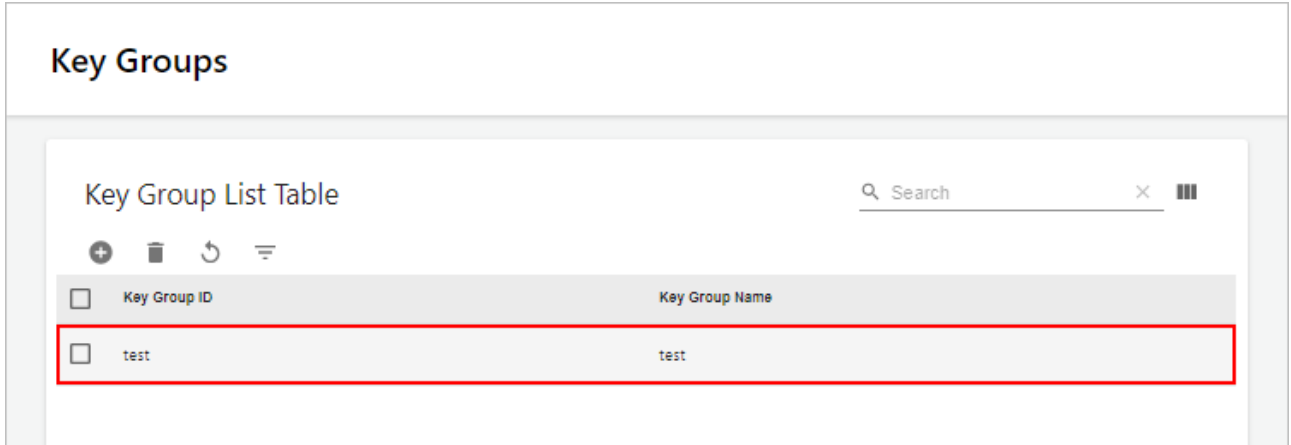 Key Groups
Key Group List Table
Search
Key Group ID Key Group Name
test test